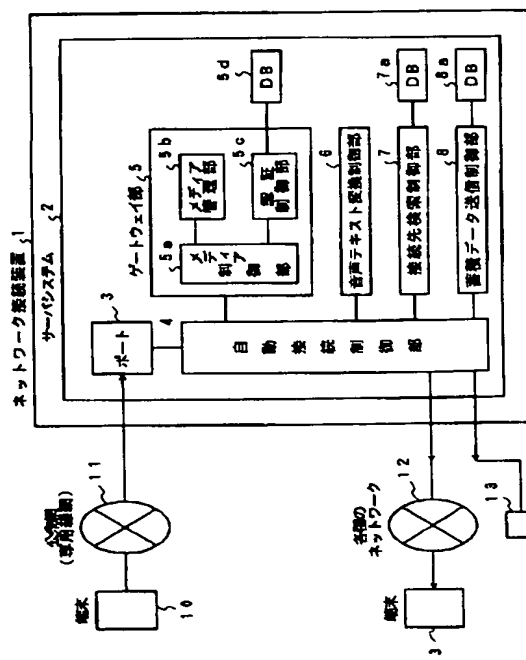 ネットワーク接続装置 1
サーバシステム 2
ポート
3
4
自動接続制御部
ゲートウェイ部 5
5a
メディア制御部
5b
メディア管理部
5c
認証制御部
5d
DB
音声テキスト変換制御部
6
接続先検索制御部
7
7a
DB
蓄積データ送信制御部
8
8a
DB
公衆網
(専用線網)
11
端末
10
各種の
ネットワーク
12
端末
13
3